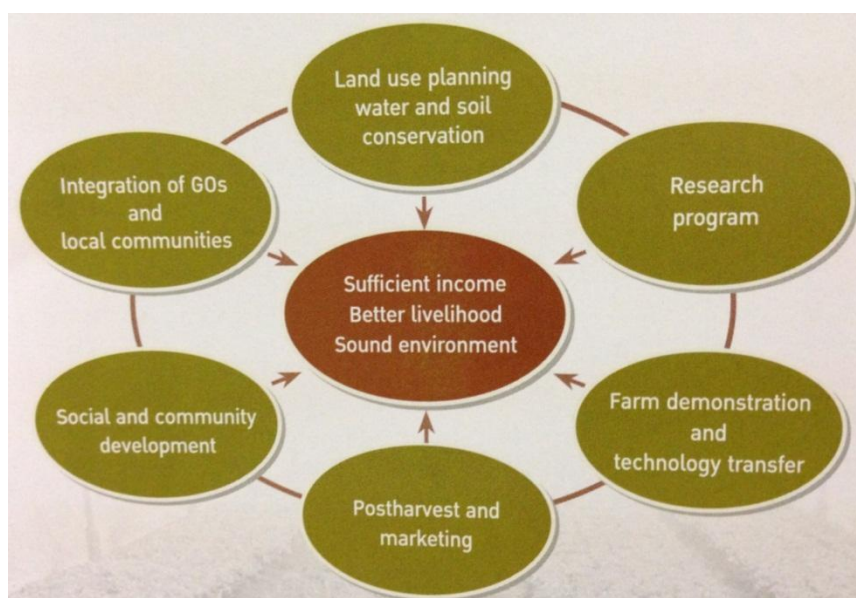 Land use planning
water and soil
conservation
Research
program
Farm demonstration
and
technology transfer
Postharvest and
marketing
Social and community
development
Integration of GOs
and
local communities
Sufficient income
Better livelihood
Sound environment